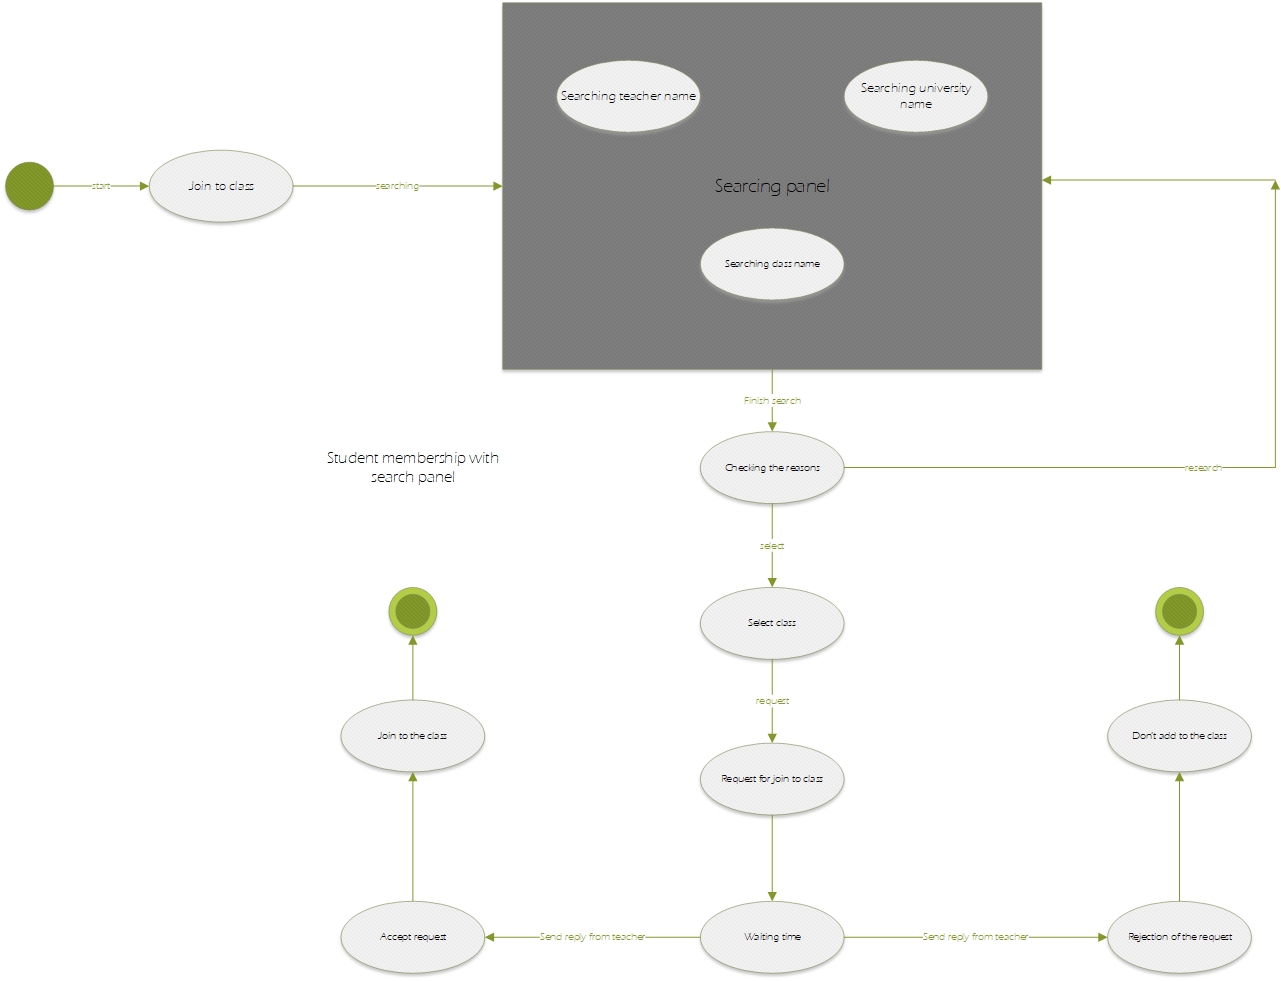 Searching teacher name
Searching university
name
start
Join to class
searching
Searcing panel
Searching class name
Finish search
Student membership with
search panel
Checking the reasons
research
select
Select class
request
Join to the class
Don't add to the class
Request for join to class
Accept request
Send reply from teacher
Waiting time
Send reply from teacher
Rejection of the request